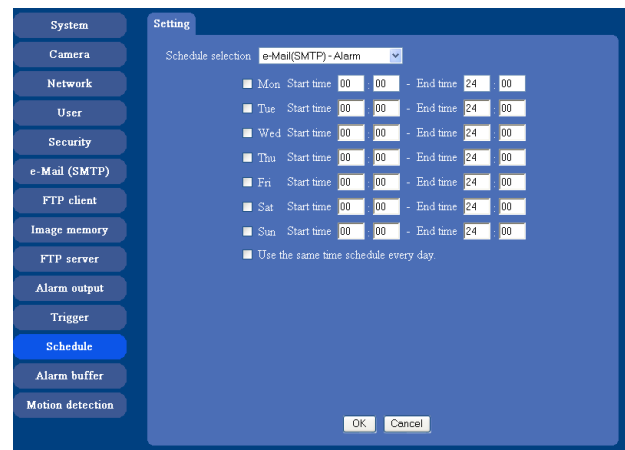 System
Camera
Network
User
Security
e-Mail (SMTP)
FTP client
Image memory
FTP server
Alarm output
Trigger
Schedule
Alarm buffer
Motion detection
Setting
Schedule selection e-Mail(SMTP) - Alarm
Mon Start time 00 : 00 - End time 24 : 00
Tue Start time 00 : 00 - End time 24 : 00
Wed Start time 00 : 00 - End time 24 : 00
Thu Start time 00 : 00 - End time 24 : 00
Fri Start time 00 : 00 - End time 24 : 00
Sat Start time 00 : 00 - End time 24 : 00
Sun Start time 00 : 00 - End time 24 : 00
Use the same time schedule every day.
OK Cancel